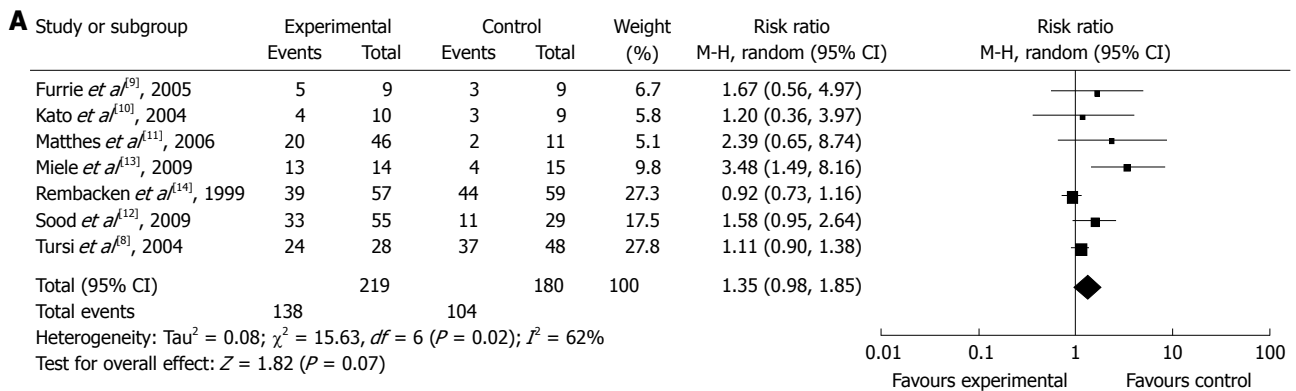 A Study or subgroup Experimental Control Weight Risk ratio Risk ratio
Events Total Events Total (%) M-H, random (95% CI) M-H, random (95% CI)
Furrie et al[9], 2005 5 9 3 9 6.7 1.67 (0.56, 4.97)
Kato et al[10], 2004 4 10 3 9 5.8 1.20 (0.36, 3.97)
Matthes et al[11], 2006 20 46 2 11 5.1 2.39 (0.65, 8.74)
Miele et al[13], 2009 13 14 4 15 9.8 3.48 (1.49, 8.16)
Rembacken et al[14], 1999 39 57 44 59 27.3 0.92 (0.73, 1.16)
Sood et al[12], 2009 33 55 11 29 17.5 1.58 (0.95, 2.64)
Tursi et al[8], 2004 24 28 37 48 27.8 1.11 (0.90, 1.38)
Total (95% CI) 219 180 100 1.35 (0.98, 1.85)
Total events 138 104
Heterogeneity: Tau² = 0.08; χ² = 15.63, df = 6 (P = 0.02); I² = 62%
Test for overall effect: Z = 1.82 (P = 0.07)
0.01 0.1 1 10 100
Favours experimental Favours control